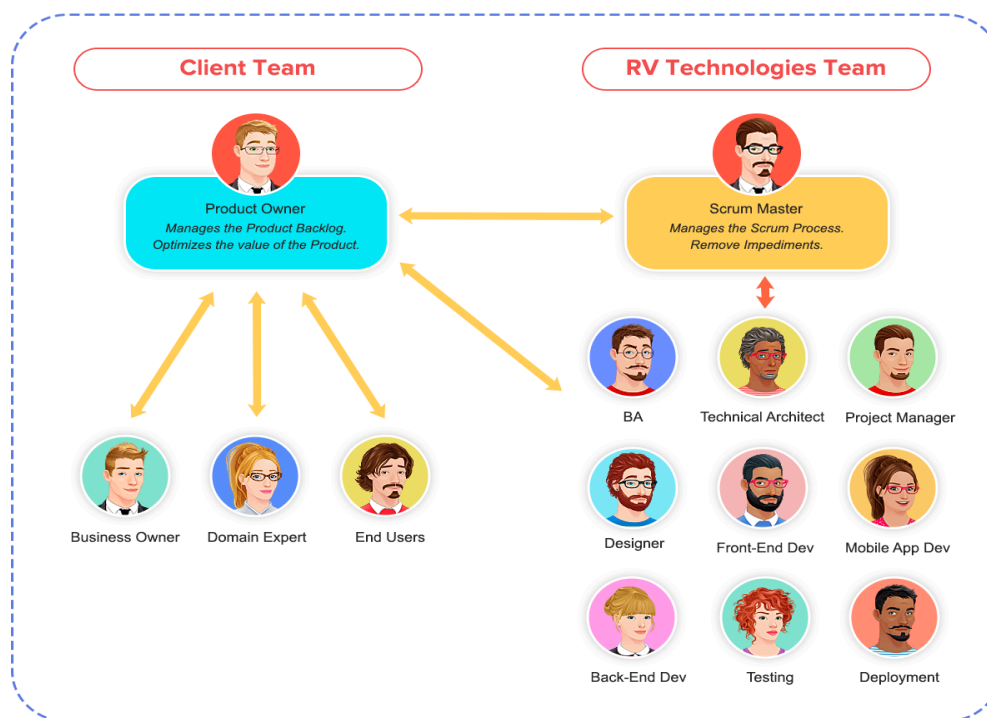 Client Team
RV Technologies Team
Product Owner
Manages the Product Backlog.
Optimizes the value of the Product.
Scrum Master
Manages the Scrum Process.
Remove Impediments.
BA
Technical Architect
Project Manager
Business Owner
Domain Expert
End Users
Designer
Front-End Dev
Mobile App Dev
Back-End Dev
Testing
Deployment